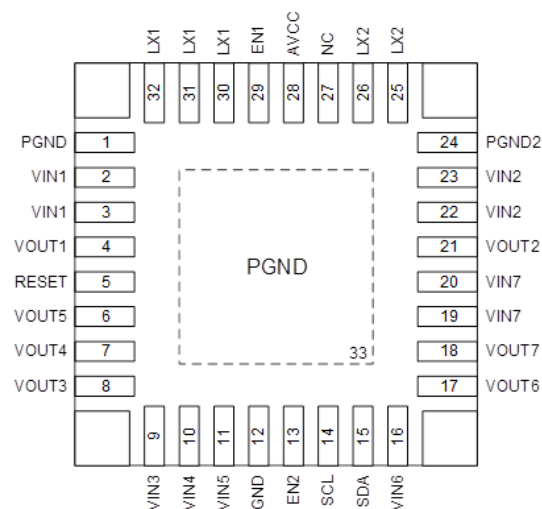 LX1 LX1 LX1 EN1 AVCC NC LX2 LX2
32 31 30 29 28 27 26 25
PGND 1 24 PGND2
VIN1 2 23 VIN2
VIN1 3 22 VIN2
VOUT1 4 21 VOUT2
RESET 5 20 VIN7
VOUT5 6 19 VIN7
VOUT4 7 18 VOUT7
VOUT3 8 17 VOUT6
PGND
33
9 10 11 12 13 14 15 16
VIN3 VIN4 VIN5 GND EN2 SCL SDA VIN6